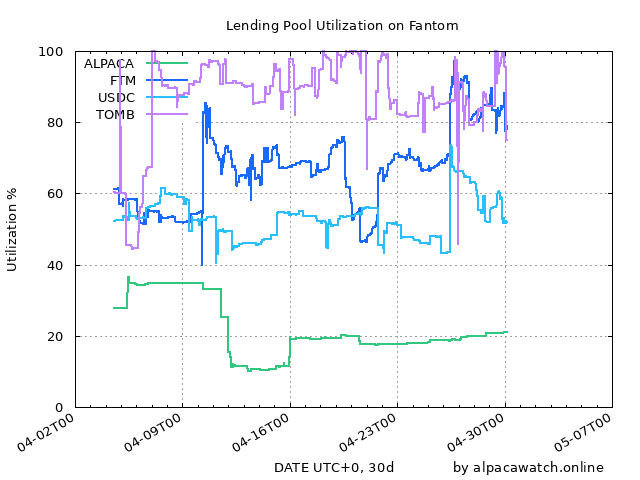 Lending Pool Utilization on Fantom
ALPACA
FTM
USDC
TOMB
Utilization %
100
80
60
40
20
0
04-02T00
04-09T00
04-16T00
04-23T00
04-30T00
05-07T00
DATE UTC+0, 30d
by alpacawatch.online